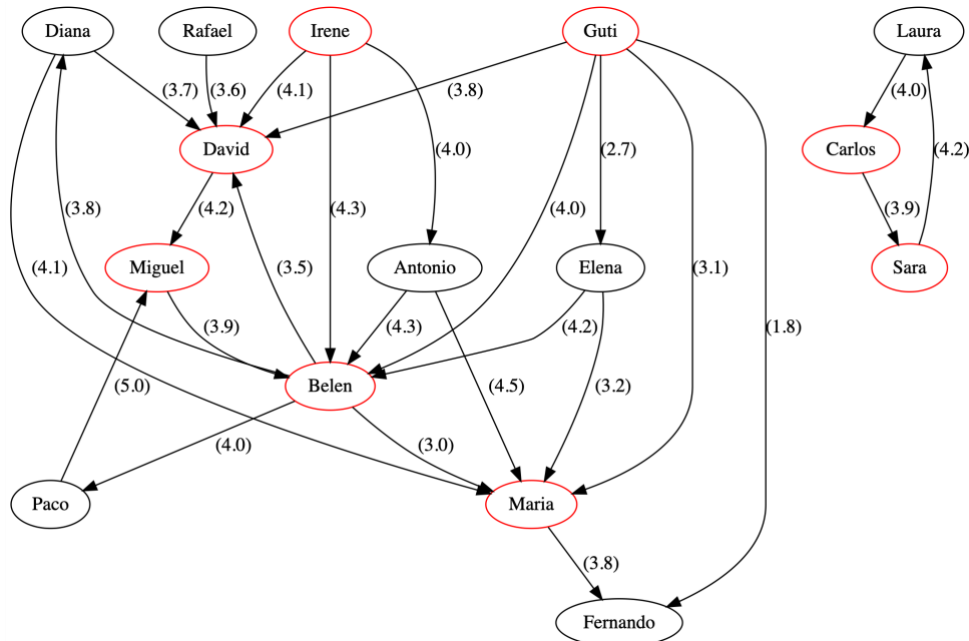 Diana
Rafael
Irene
Guti
Laura
(3.7)
(3.6)
(4.1)
(3.8)
(4.0)
David
(4.0)
(2.7)
Carlos
(4.2)
(3.8)
(4.2)
(4.3)
(4.0)
(3.9)
(4.1)
Miguel
(3.5)
Antonio
Elena
(3.1)
Sara
(3.9)
(4.3)
(4.2)
(1.8)
(5.0)
Belen
(4.5)
(3.2)
(4.0)
(3.0)
Paco
Maria
(3.8)
Fernando